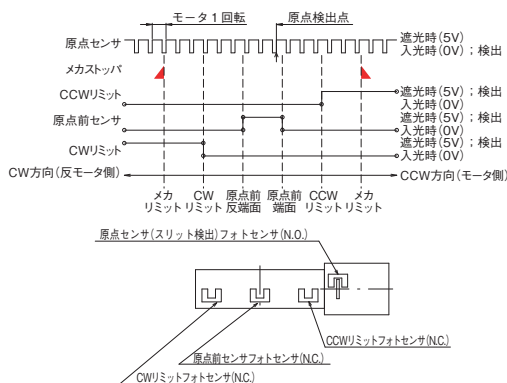 モータ1回転
原点検出点
原点センサ
遮光時(5V)
入光時(0V)；検出
メカストッパ
CCWリミット
遮光時(5V)；検出
入光時(0V)
原点前センサ
遮光時(5V)；検出
入光時(0V)
CWリミット
遮光時(5V)；検出
入光時(0V)
CW方向(反モータ側)
CCW方向(モータ側)
メカ
リミット
CW
リミット
原点前
反端面
原点前
端面
CCW
リミット
メカ
リミット
原点センサ(スリット検出)フォトセンサ(N.O.)
CCWリミットフォトセンサ(N.C.)
原点前センサフォトセンサ(N.C.)
CWリミットフォトセンサ(N.C.)